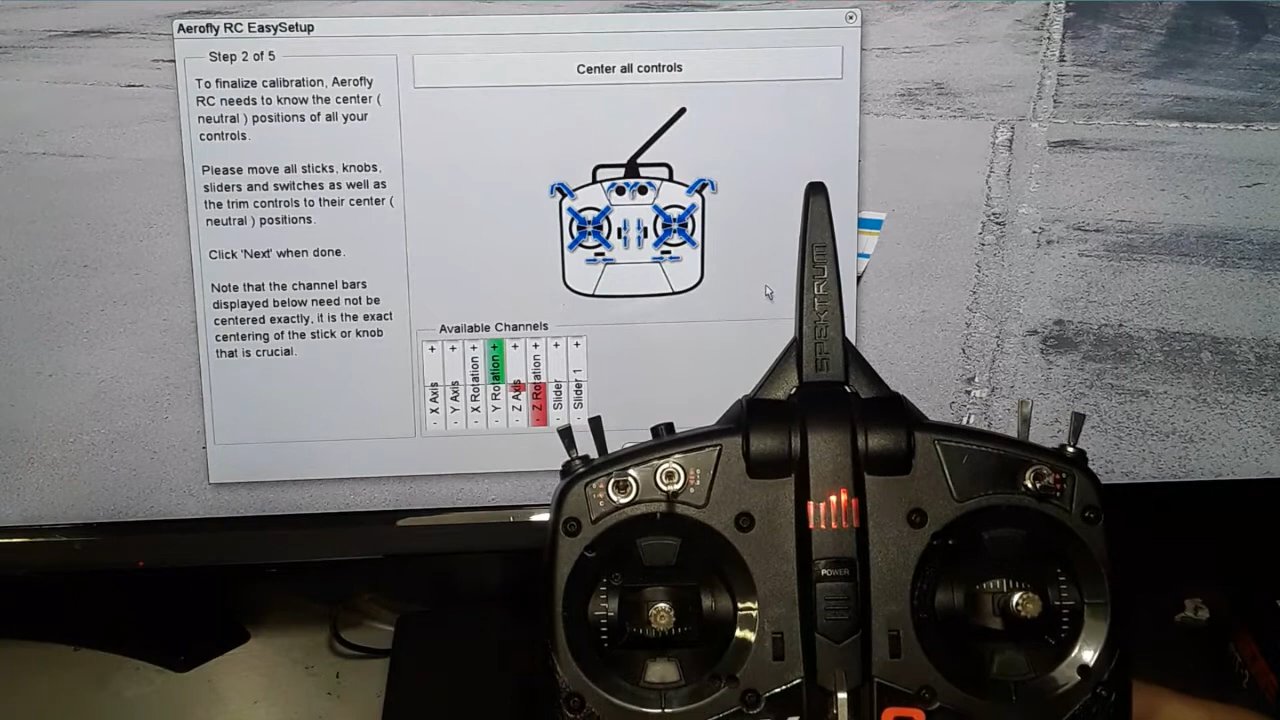 Aerofly RC EasySetup
Step 2 of 5
To finalize calibration, Aerofly
RC needs to know the center (
neutral ) positions of all your
controls.
Please move all sticks, knobs,
sliders and switches as well as
the trim controls to their center (
neutral ) positions.
Click 'Next' when done.
Note that the channel bars
displayed below need not be
centered exactly, it is the exact
centering of the stick or knob
that is crucial.
Center all controls
Available Channels
- X Axis +
- Y Axis +
- X Rotation +
- Y Rotation +
- Z Axis +
- Z Rotation +
- Slider +
- Slider 1 +
SPEKTRUM
POWER